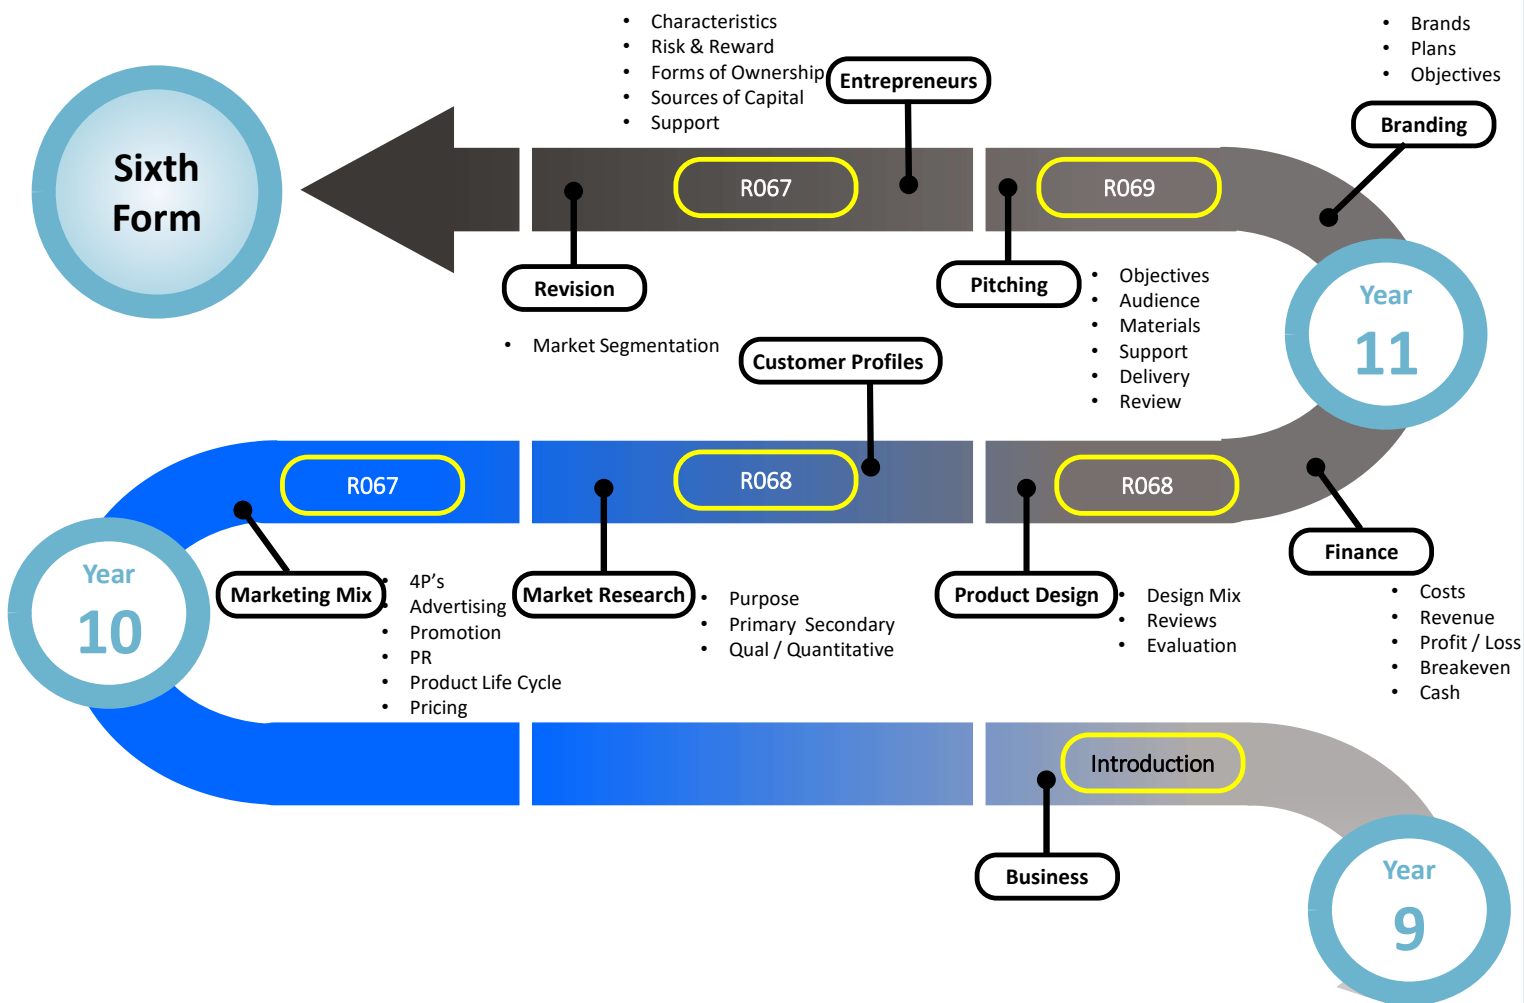 • Characteristics
• Risk & Reward
• Forms of Ownership
• Sources of Capital
• Support
Entrepreneurs
• Brands
• Plans
• Objectives
Branding
Sixth
Form
R067
R069
Revision
Pitching
• Objectives
• Audience
• Materials
• Support
• Delivery
• Review
Year
11
• Market Segmentation
Customer Profiles
R067
R068
R068
Finance
• Costs
• Revenue
• Profit / Loss
• Breakeven
• Cash
Year
10
Marketing Mix
• 4P's
• Advertising
• Promotion
• PR
• Product Life Cycle
• Pricing
Market Research
• Purpose
• Primary Secondary
• Qual / Quantitative
Product Design
• Design Mix
• Reviews
• Evaluation
Introduction
Business
Year
9